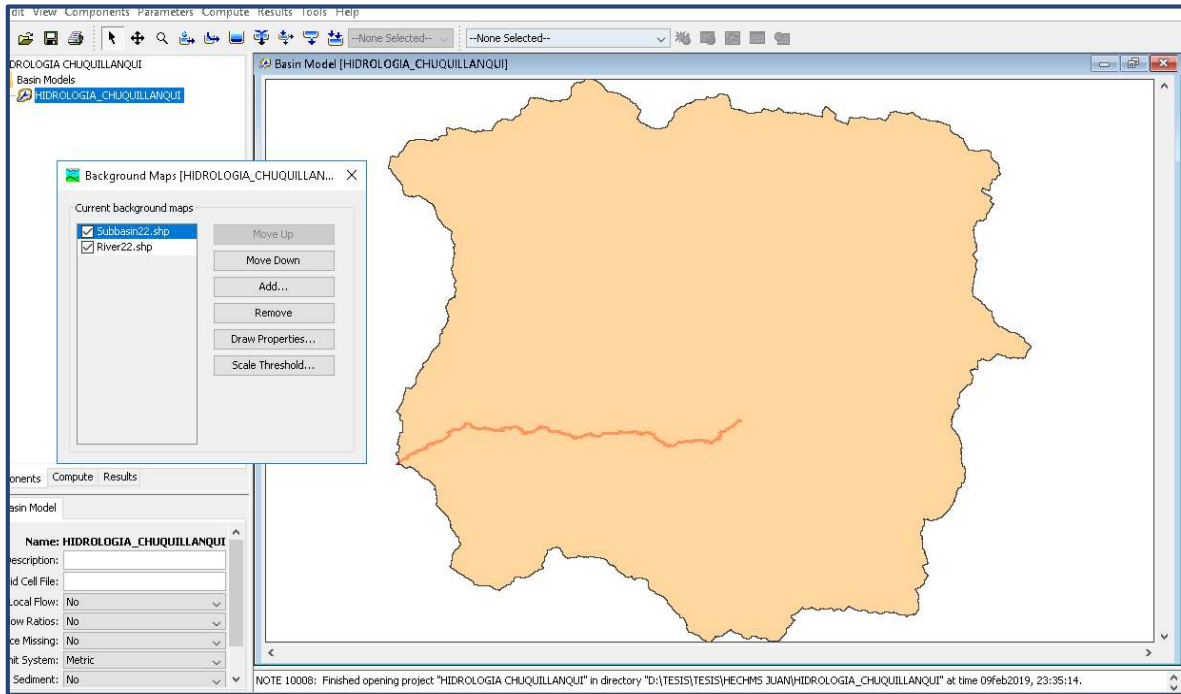 dit View Components Parameters Compute Results Tools Help
--None Selected-- --None Selected--
DROLOGIA CHUQUILLANQUI
Basin Models
HIDROLOGIA_CHUQUILLANQUI
Basin Model [HIDROLOGIA_CHUQUILLANQUI]
Background Maps [HIDROLOGIA_CHUQUILLAN...
Current background maps
Subbasin22.shp
River22.shp
Move Up
Move Down
Add...
Remove
Draw Properties...
Scale Threshold...
onents Compute Results
asin Model
Name: HIDROLOGIA_CHUQUILLANQUI
escription:
id Cell File:
Local Flow: No
ow Ratios: No
ce Missing: No
nit System: Metric
Sediment: No
NOTE 10008: Finished opening project "HIDROLOGIA CHUQUILLANQUI" in directory "D:\TESIS\TESIS\HECHMS JUAN\HIDROLOGIA_CHUQUILLANQUI" at time 09feb2019, 23:35:14.